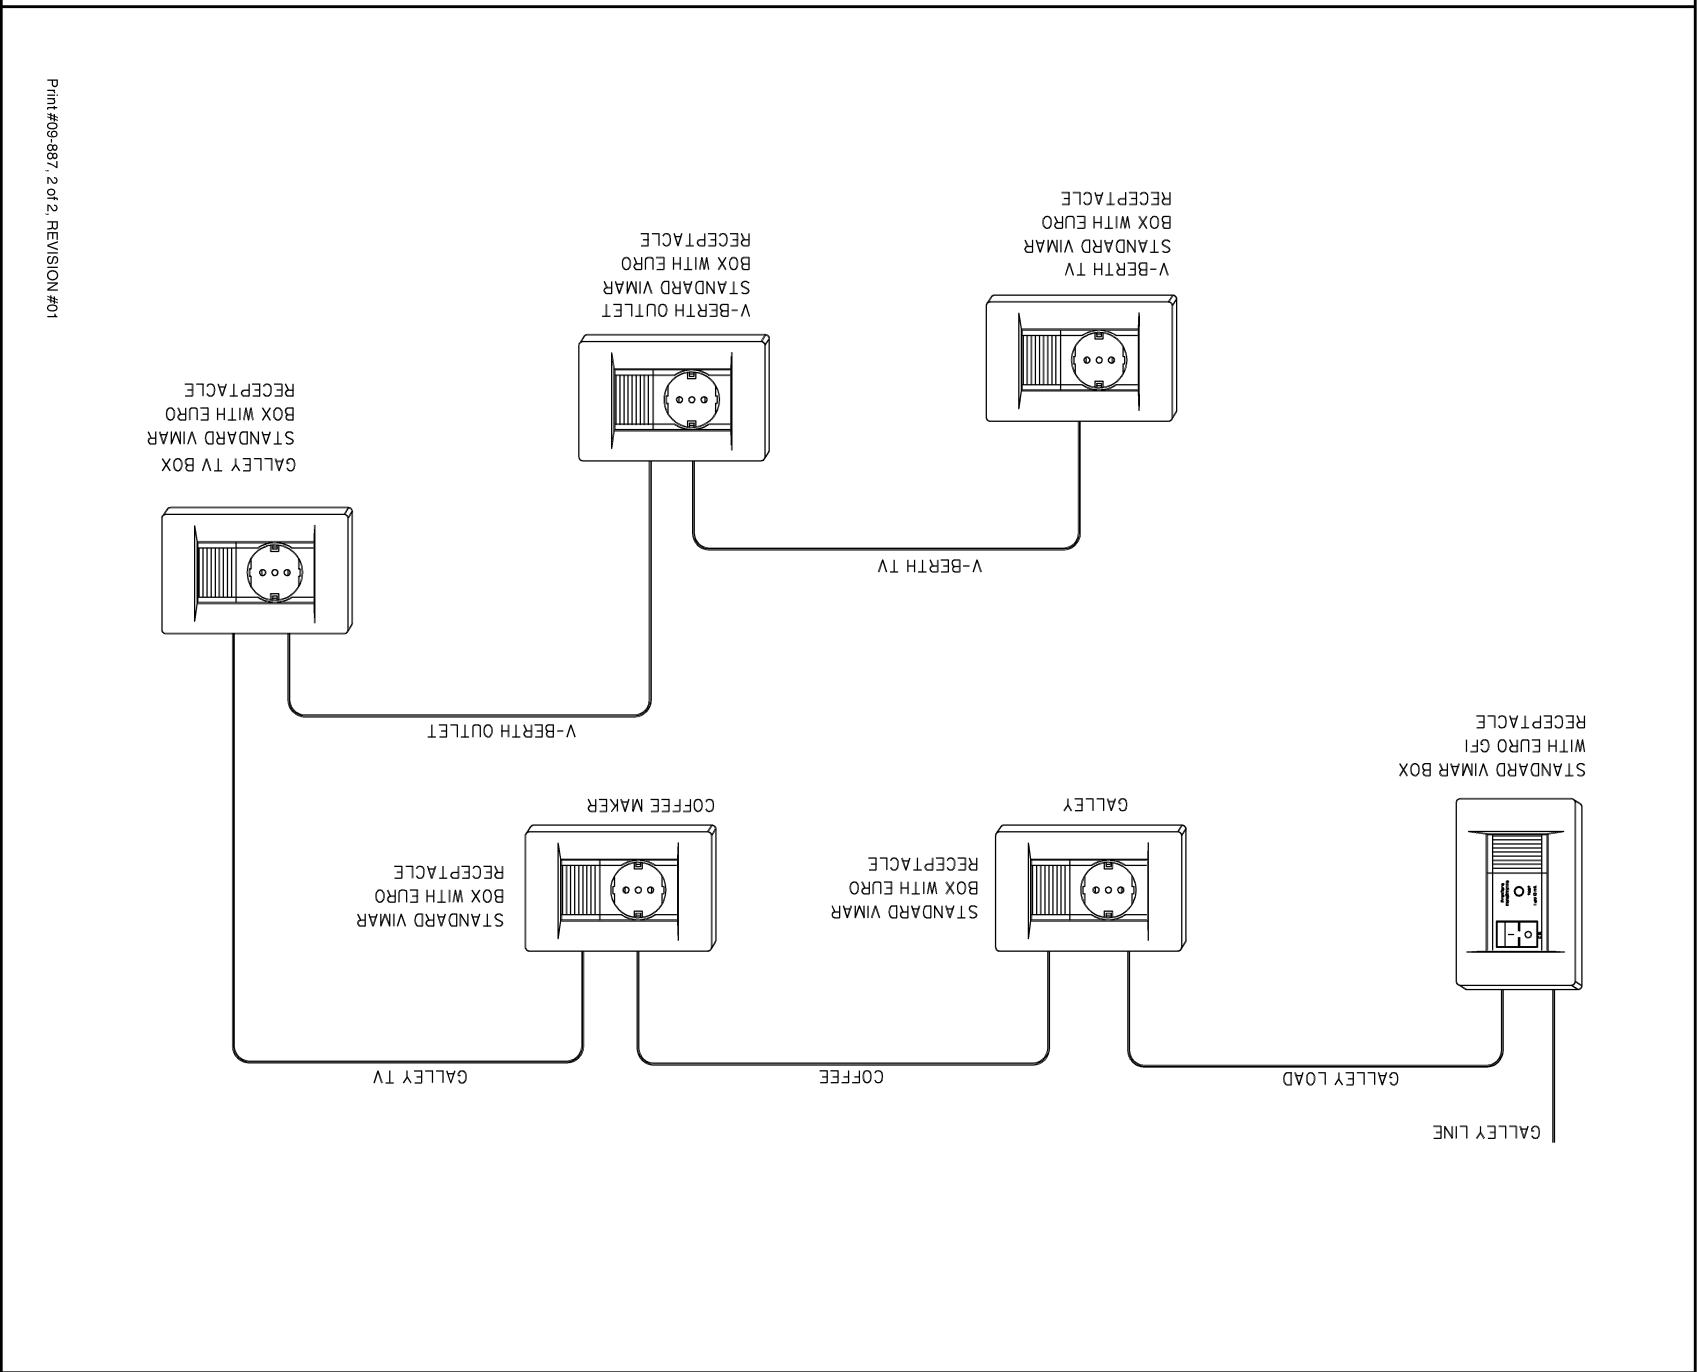 GALLEY LINE
GALLEY LOAD
COFFEE
GALLEY TV
STANDARD VIMAR
BOX WITH EURO
RECEPTACLE
STANDARD VIMAR
BOX WITH EURO
RECEPTACLE
GALLEY
COFFEE MAKER
STANDARD VIMAR BOX
WITH EURO GFI
RECEPTACLE
V-BERTH OUTLET
V-BERTH TV
GALLEY TV BOX
STANDARD VIMAR
BOX WITH EURO
RECEPTACLE
V-BERTH OUTLET
STANDARD VIMAR
BOX WITH EURO
RECEPTACLE
V-BERTH TV
STANDARD VIMAR
BOX WITH EURO
RECEPTACLE
Print #09-887, 2 of 2, REVISION #01